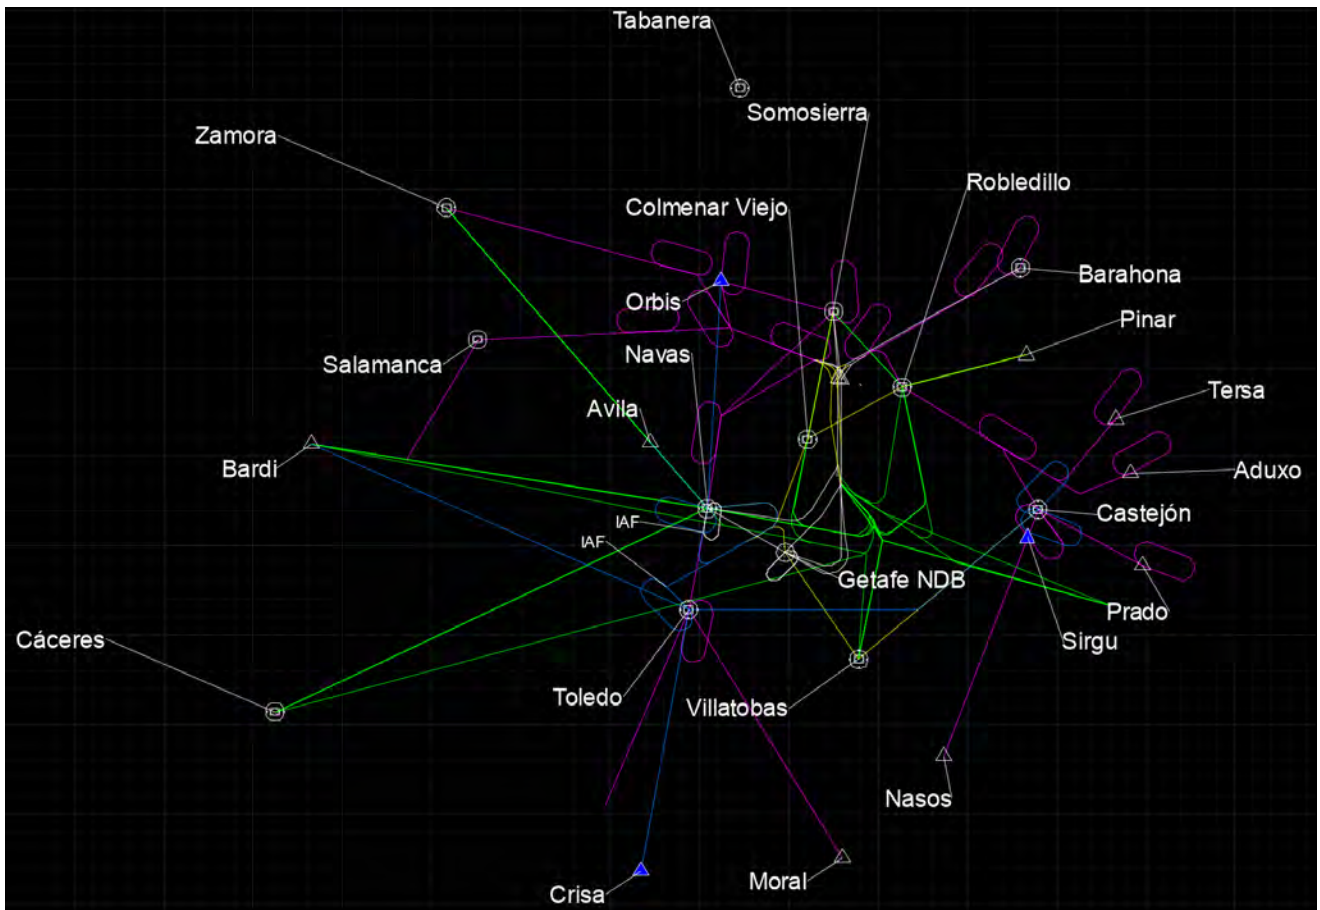 Tabanera
Somosierra
Zamora
Robledillo
Colmenar Viejo
Barahona
Orbis
Pinar
Navas
Salamanca
Tersa
Avila
Bardi
Aduxo
Castejón
IAF
IAF
Getafe NDB
Prado
Cáceres
Sirgu
Toledo
Villatobas
Nasos
Moral
Crisa